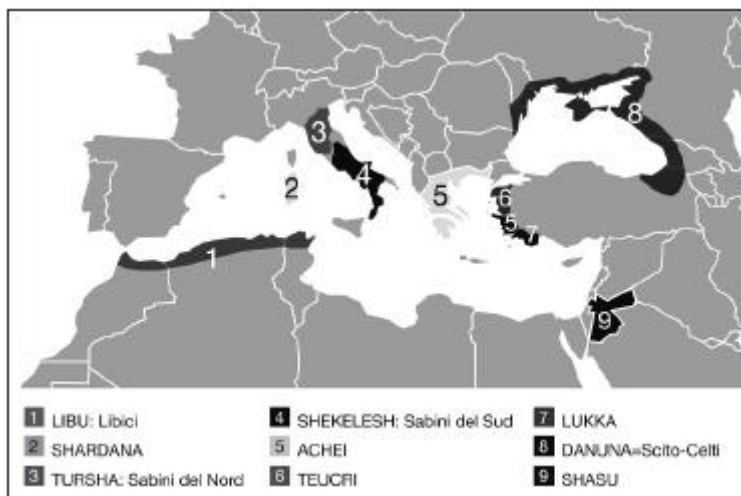 3
8
4
2
5
6
5
7
1
9
1 LIBU: Libici
2 SHARDANA
3 TURSHA: Sabini del Nord
4 SHEKELESH: Sabini del Sud
5 ACHEI
6 TEUCRI
7 LUKKA
8 DANUNA=Scito-Celti
9 SHASU